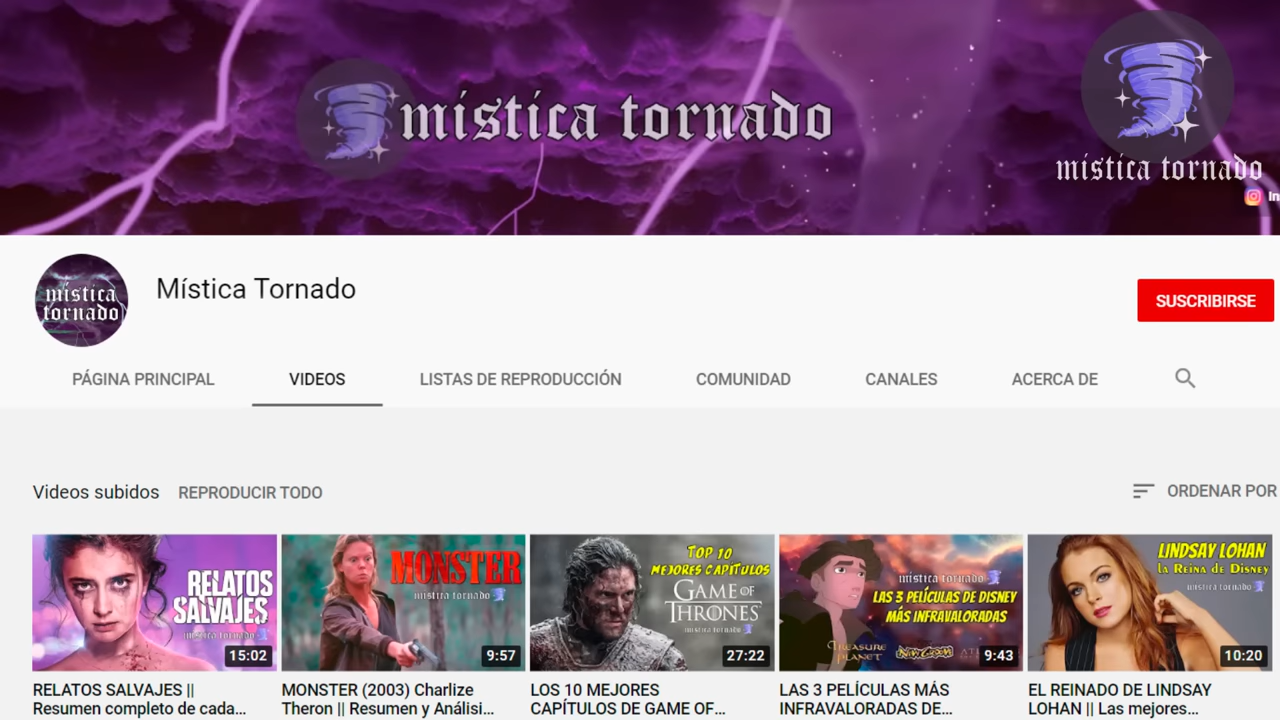 mística tornado
mística tornado
In
mística
tornado
Mística Tornado
SUSCRIBIRSE
PÁGINA PRINCIPAL VIDEOS LISTAS DE REPRODUCCIÓN COMUNIDAD CANALES ACERCA DE
Videos subidos REPRODUCIR TODO ORDENAR POR
RELATOS
SALVAJES
mística tornado
15:02
MONSTER
mística tornado
9:57
TOP 10
MEJORES CAPÍTULOS
GAME OF
THRONES
mística tornado
27:22
mística tornado
LAS 3 PELÍCULAS DE DISNEY
MÁS INFRAVALORADAS
TREASURE
PLANET
AT
9:43
LINDSAY LOHAN
la Reina de Disney
mística tornado
10:20
RELATOS SALVAJES ||
Resumen completo de cada...
MONSTER (2003) Charlize
Theron || Resumen y Análisi...
LOS 10 MEJORES
CAPÍTULOS DE GAME OF...
LAS 3 PELÍCULAS MÁS
INFRAVALORADAS DE...
EL REINADO DE LINDSAY
LOHAN || Las mejores...